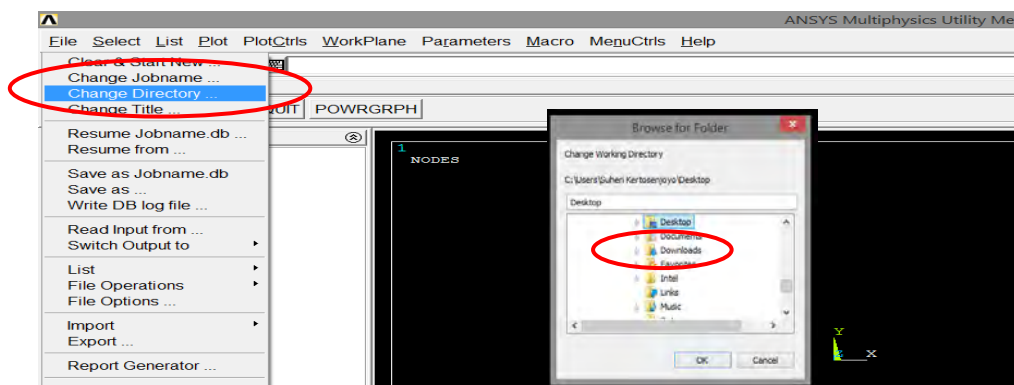 ANSYS Multiphysics Utility Me
File Select List Plot PlotCtrls WorkPlane Parameters Macro MenuCtrls Help
Clear & Start New ...
Change Jobname ...
Change Directory ...
Change Title ...
QUIT POWRGRPH
Resume Jobname.db ...
Resume from ...
Save as Jobname.db
Save as ...
Write DB log file ...
Read Input from ...
Switch Output to
List
File Operations
File Options ...
Import
Export ...
Report Generator ...
1
NODES
Browse for Folder
Change Working Directory
C:\Users\Suheri Kertosenjoyo\Desktop
Desktop
Desktop
Documents
Downloads
Favorites
Intel
Links
Music
OK Cancel
Y
X